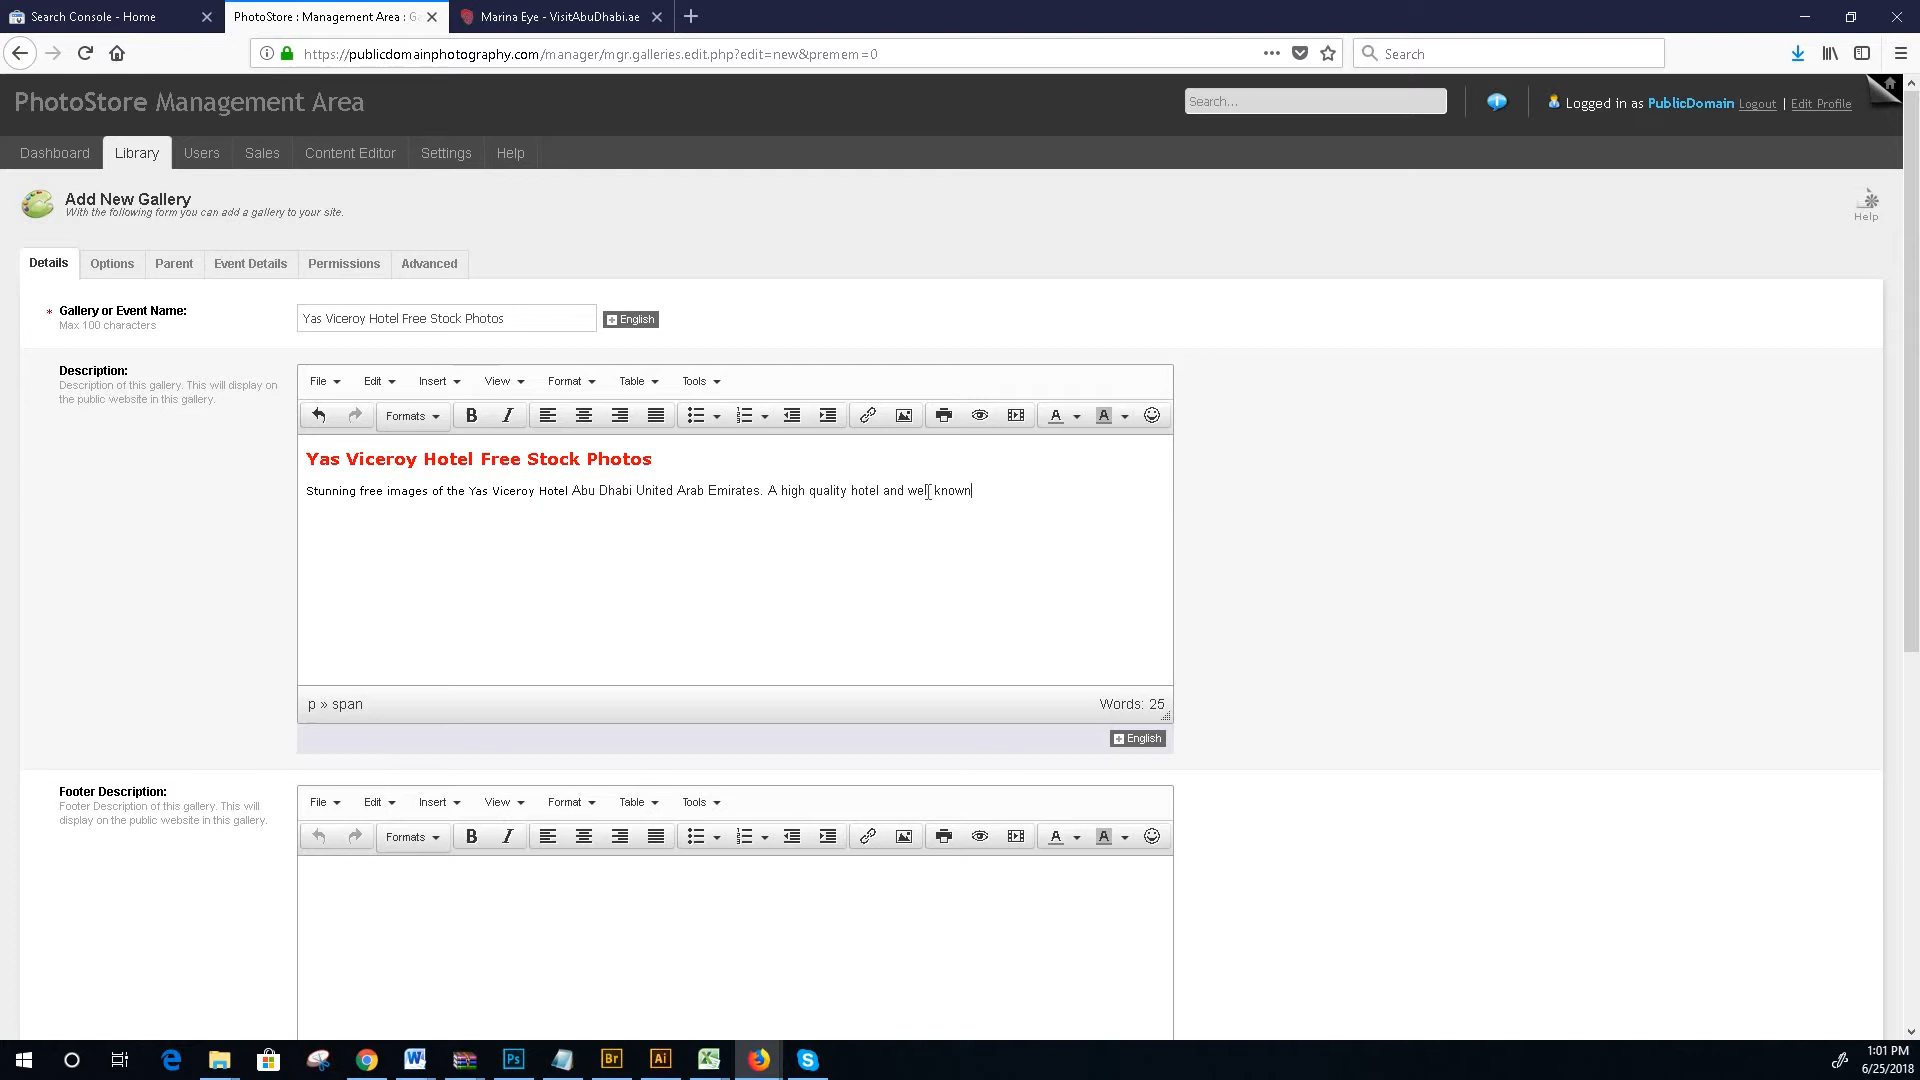 Search Console - Home
PhotoStore : Management Area : G
Marina Eye - VisitAbuDhabi.ae
https://publicdomainphotography.com/manager/mgr.galleries.edit.php?edit=new&premem=0
Search
PhotoStore Management Area
Search...
Logged in as PublicDomain Logout | Edit Profile
Dashboard Library Users Sales Content Editor Settings Help
Add New Gallery
With the following form you can add a gallery to your site.
Help
Details Options Parent Event Details Permissions Advanced
* Gallery or Event Name:
Max 100 characters
Yas Viceroy Hotel Free Stock Photos
English
Description:
Description of this gallery. This will display on
the public website in this gallery.
File Edit Insert View Format Table Tools
Formats B I A A
Yas Viceroy Hotel Free Stock Photos
Stunning free images of the Yas Viceroy Hotel Abu Dhabi United Arab Emirates. A high quality hotel and well known
p » span
Words: 25
English
Footer Description:
Footer Description of this gallery. This will
display on the public website in this gallery.
File Edit Insert View Format Table Tools
Formats B I A A
Ps Br Ai
1:01 PM
6/25/2018